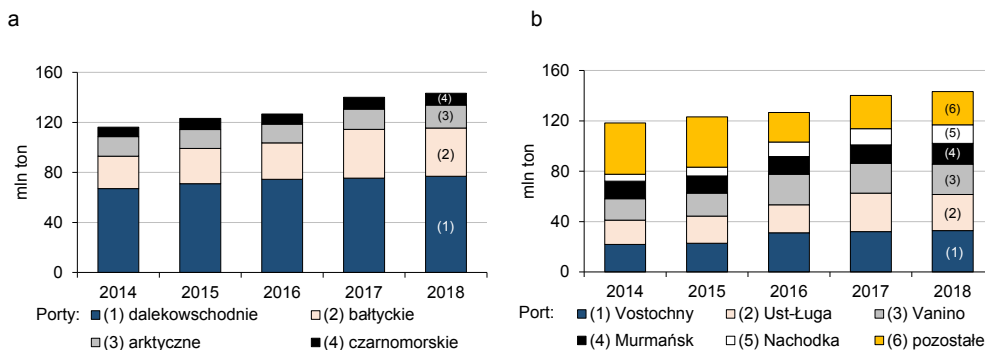 a
160
120
80
40
0
mln ton
(4)
(3)
(2)
(1)
2014 2015 2016 2017 2018
Porty: (1) dalekowschodnie (2) bałtyckie
(3) arktyczne (4) czarnomorskie
b
160
120
80
40
0
mln ton
(6)
(5)
(4)
(3)
(2)
(1)
2014 2015 2016 2017 2018
Port: (1) Vostochny (2) Ust-Ługa (3) Vanino
(4) Murmańsk (5) Nachodka (6) pozostałe